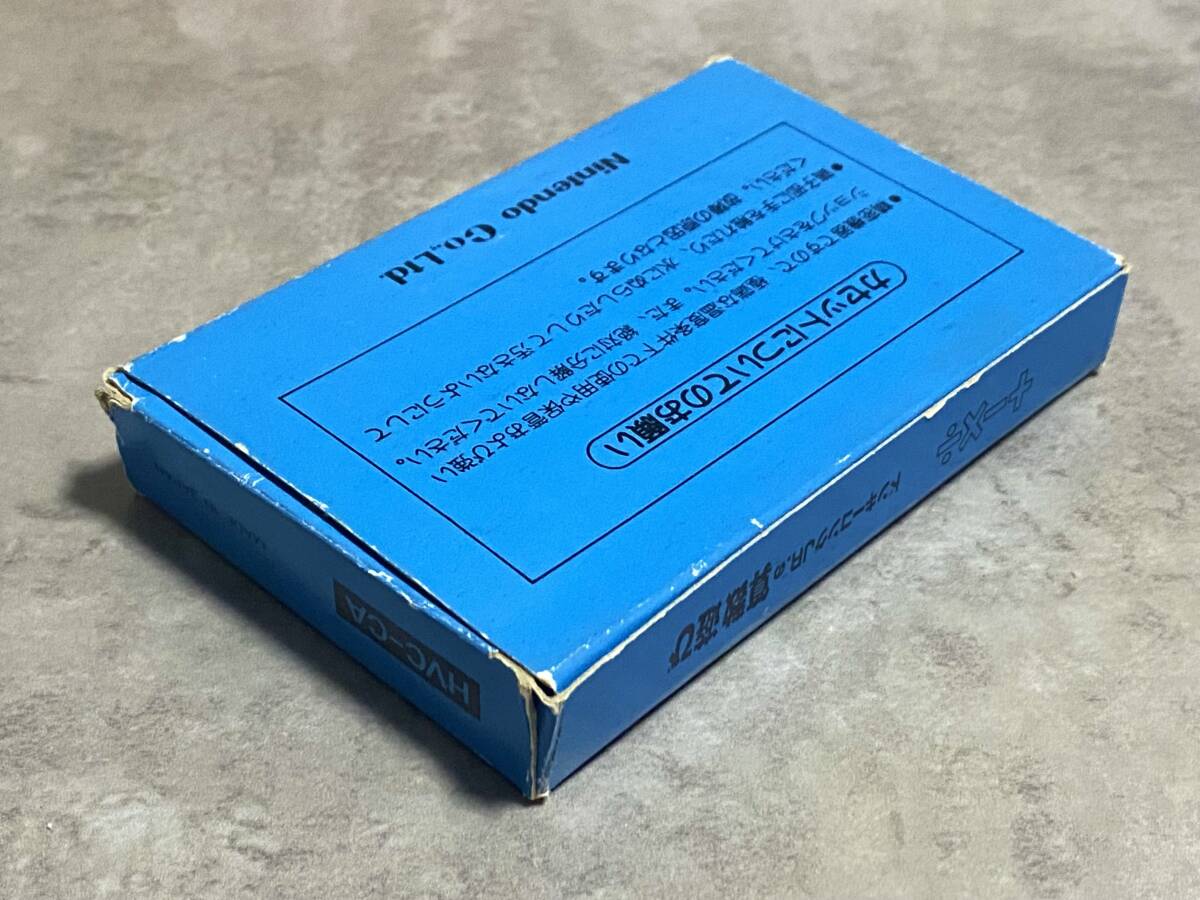 カセットについてのお願い
●精密機器ですので、極端な温度条件下での使用や保管および強い
ショックをさけてください。また、絶対に分解しないでください。
●端子部に手を触れたり、水にぬらしたりして汚さないようにして
ください。故障の原因となります。
Nintendo Co.,Ltd.
ドンキーコングJR.の
算数遊び
HVC-CA
MADE IN JAPAN